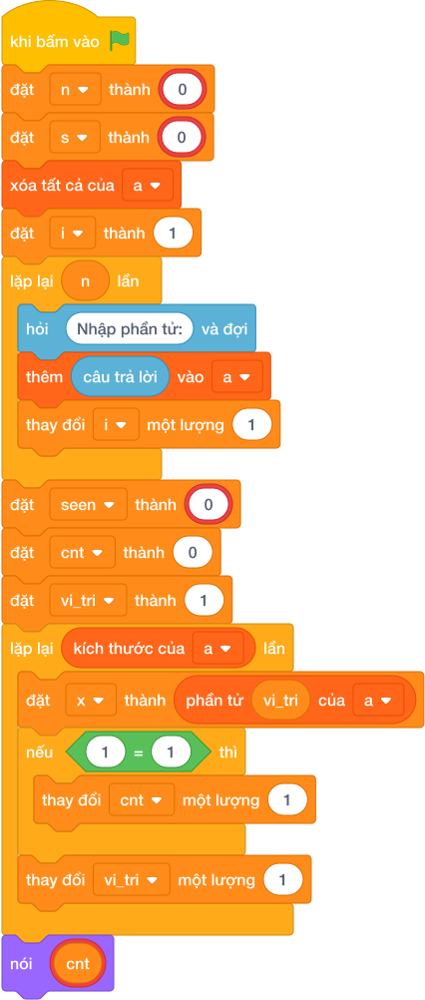 khi bấm vào
đặt n thành 0
đặt s thành 0
xóa tất cả của a
đặt i thành 1
lặp lại n lần
hỏi Nhập phần tử: và đợi
thêm câu trả lời vào a
thay đổi i một lượng 1
đặt seen thành 0
đặt cnt thành 0
đặt vi_tri thành 1
lặp lại kích thước của a lần
đặt x thành phần tử vi_tri của a
nếu 1 = 1 thì
thay đổi cnt một lượng 1
thay đổi vi_tri một lượng 1
nói cnt